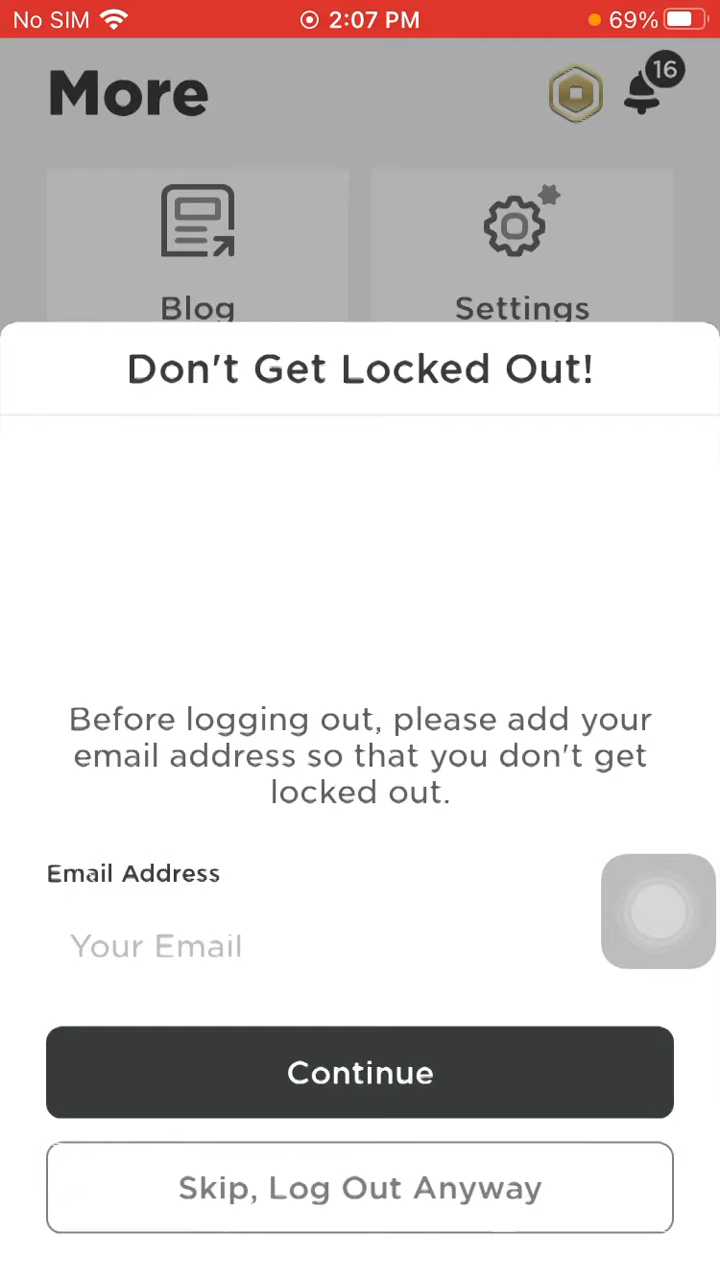 No SIM 2:07 PM 69%
More 16
Blog Settings
Don't Get Locked Out!
Before logging out, please add your
email address so that you don't get
locked out.
Email Address
Your Email
Continue
Skip, Log Out Anyway